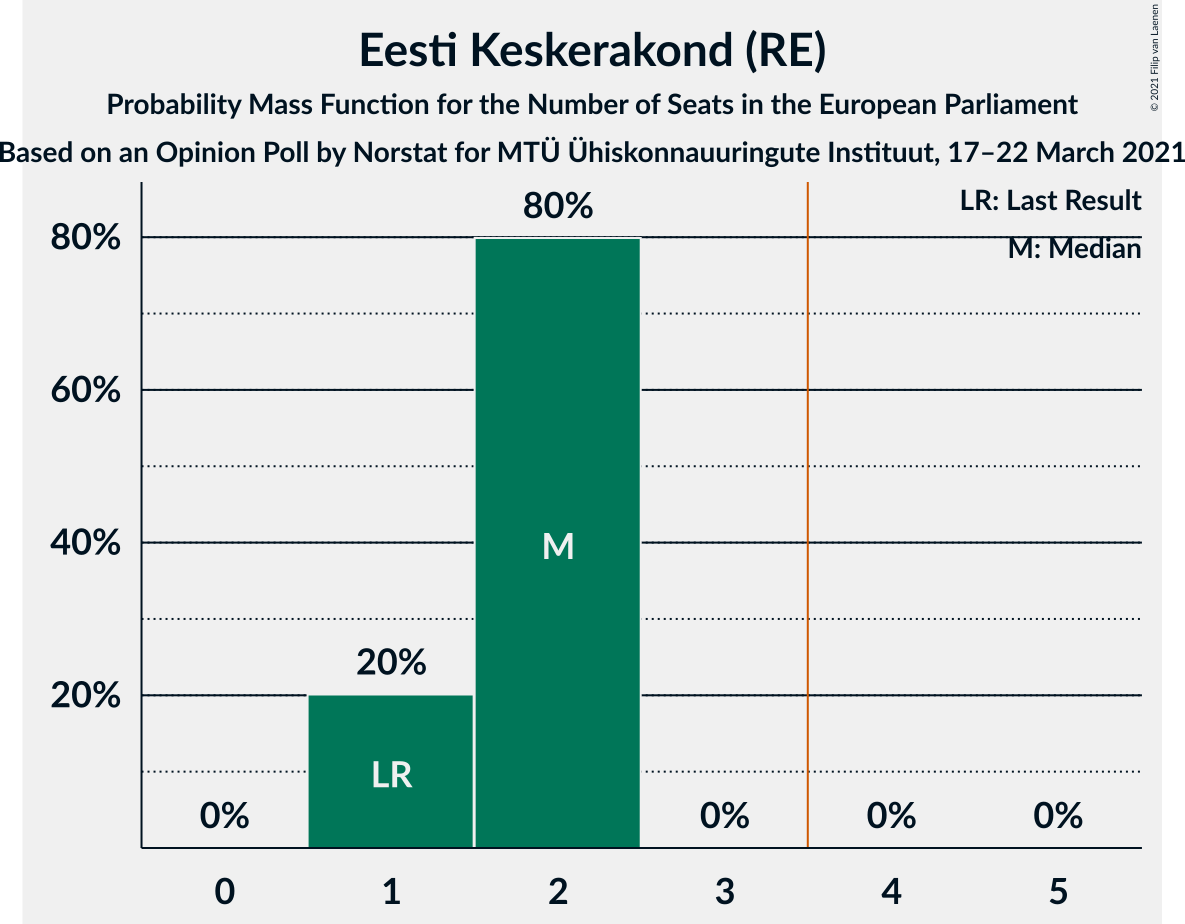 Eesti Keskerakond (RE)
Probability Mass Function for the Number of Seats in the European Parliament
Based on an Opinion Poll by Norstat for MTÜ Ühiskonnauuringute Instituut, 17–22 March 2021
© 2021 Filip van Laenen
LR: Last Result
M: Median
80%
60%
40%
20%
0%
20%
80%
0%
0%
0%
LR
M
0 1 2 3 4 5